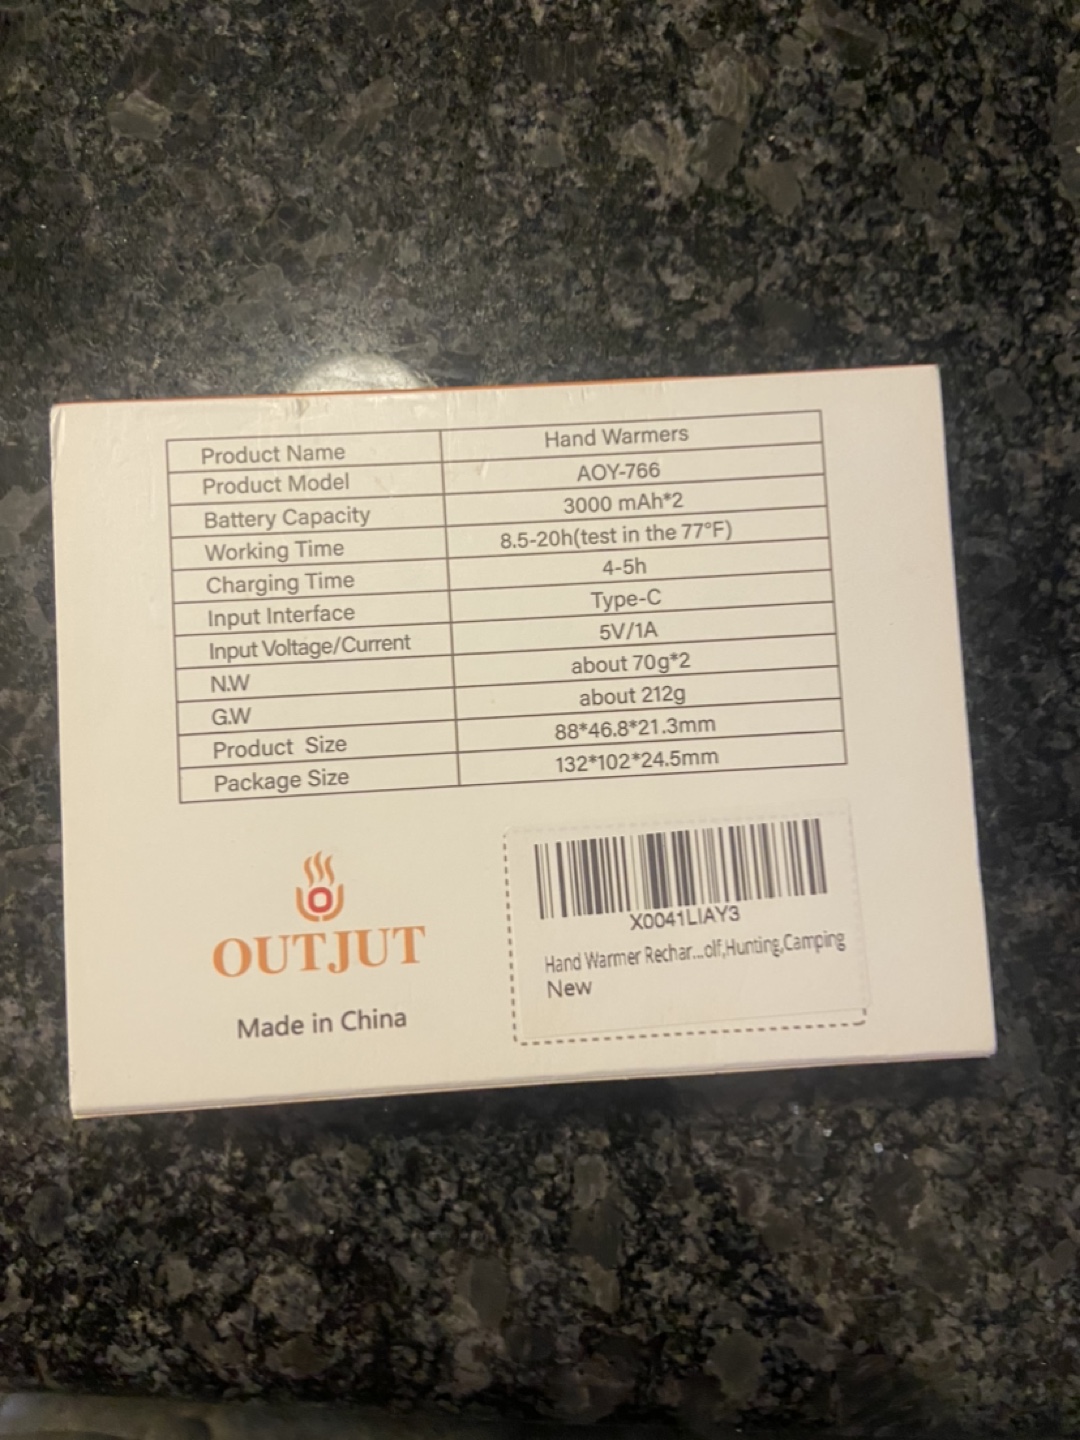 Product Name Hand Warmers
Product Model AOY-766
Battery Capacity 3000 mAh*2
Working Time 8.5-20h(test in the 77°F)
Charging Time 4-5h
Input Interface Type-C
Input Voltage/Current 5V/1A
N.W about 70g*2
G.W about 212g
Product Size 88*46.8*21.3mm
Package Size 132*102*24.5mm
OUTJUT
Made in China
X0041LIAY3
Hand Warmer Rechar...olf,Hunting,Camping
New